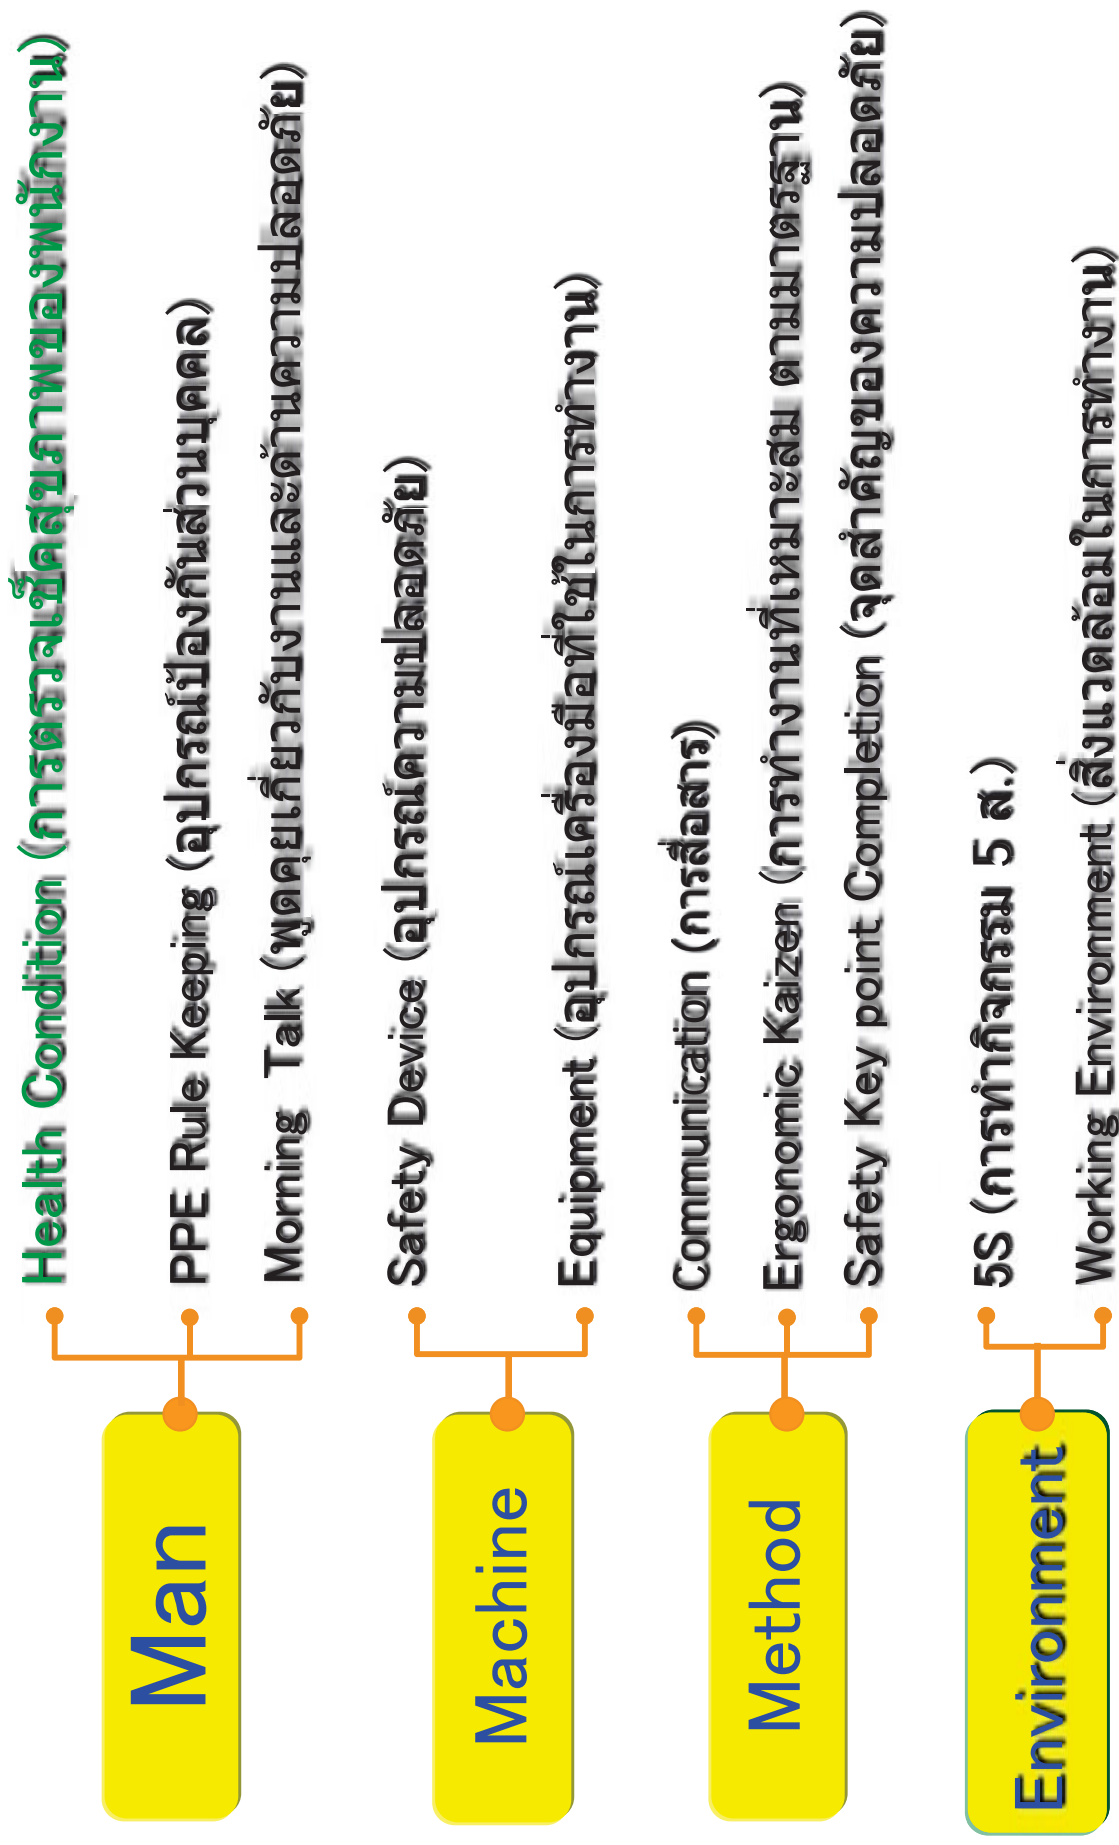 Man
Health Condition (การตรวจเช็คสุขภาพของพนักงาน)
PPE Rule Keeping (อุปกรณ์ป้องกันส่วนบุคคล)
Morning Talk (พูดคุยเกี่ยวกับงานและด้านความปลอดภัย)
Machine
Safety Device (อุปกรณ์ความปลอดภัย)
Equipment (อุปกรณ์เครื่องมือที่ใช้ในการทำงาน)
Method
Communication (การสื่อสาร)
Ergonomic Kaizen (การทำงานที่เหมาะสม ตามมาตรฐาน)
Safety Key point Completion (จุดสำคัญของความปลอดภัย)
Environment
5S (การทำกิจกรรม 5 ส.)
Working Environment (สิ่งแวดล้อมในการทำงาน)